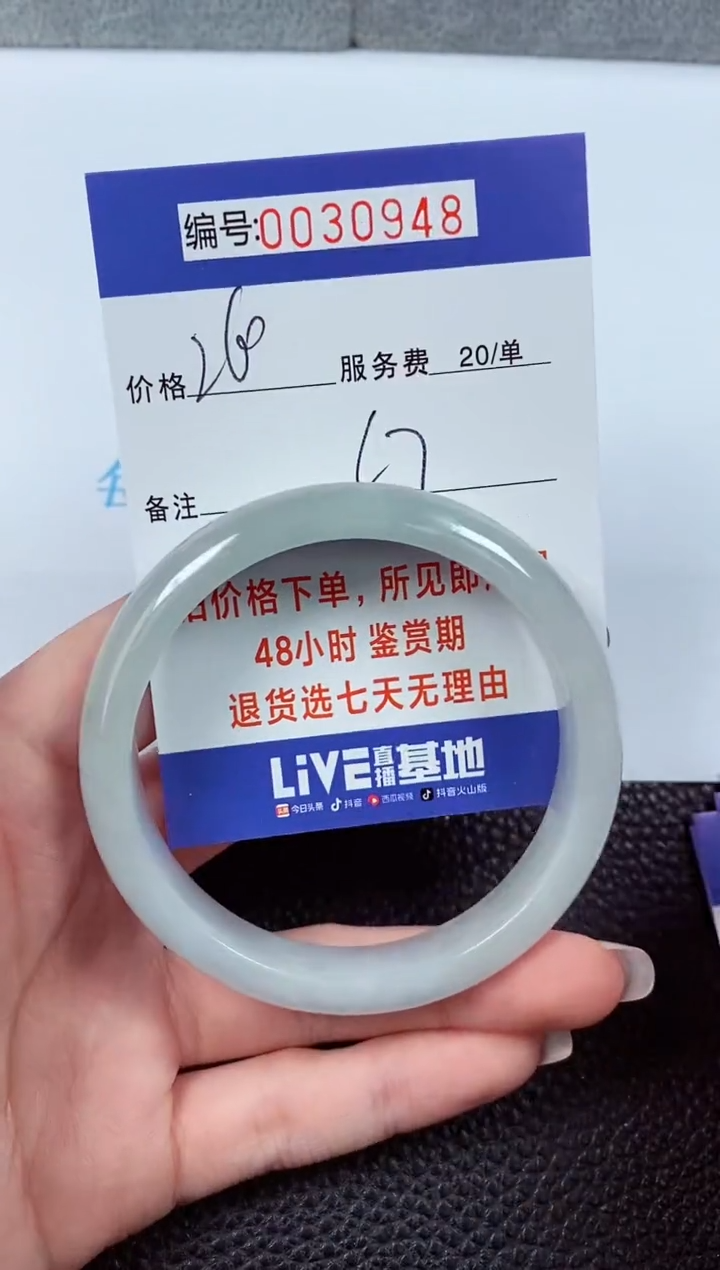 编号:0030948
价格 26 服务费 20/单
备注
价格下单，所见即
48小时 鉴赏期
退货选七天无理由
LiVE直播基地
今日头条 抖音 西瓜视频 抖音火山版